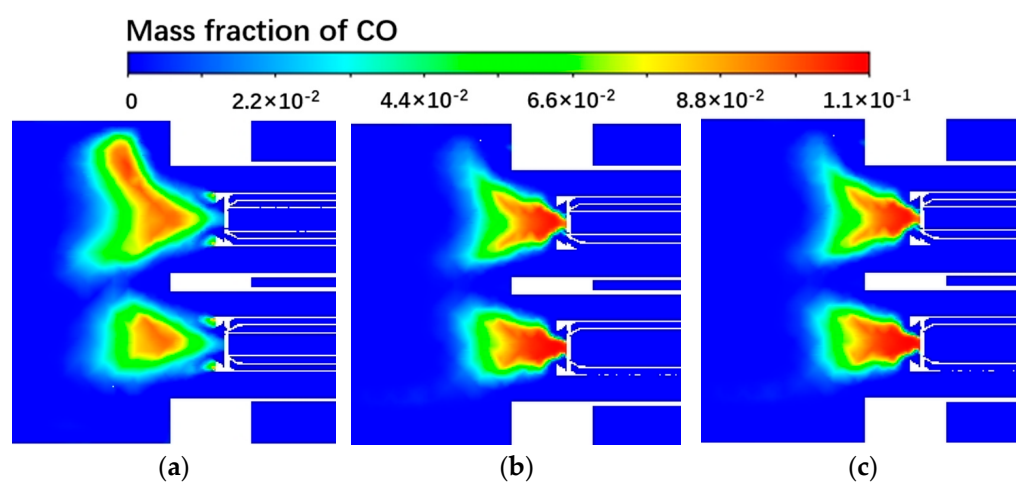 Mass fraction of CO
0 2.2×10⁻² 4.4×10⁻² 6.6×10⁻² 8.8×10⁻² 1.1×10⁻¹
(a) (b) (c)